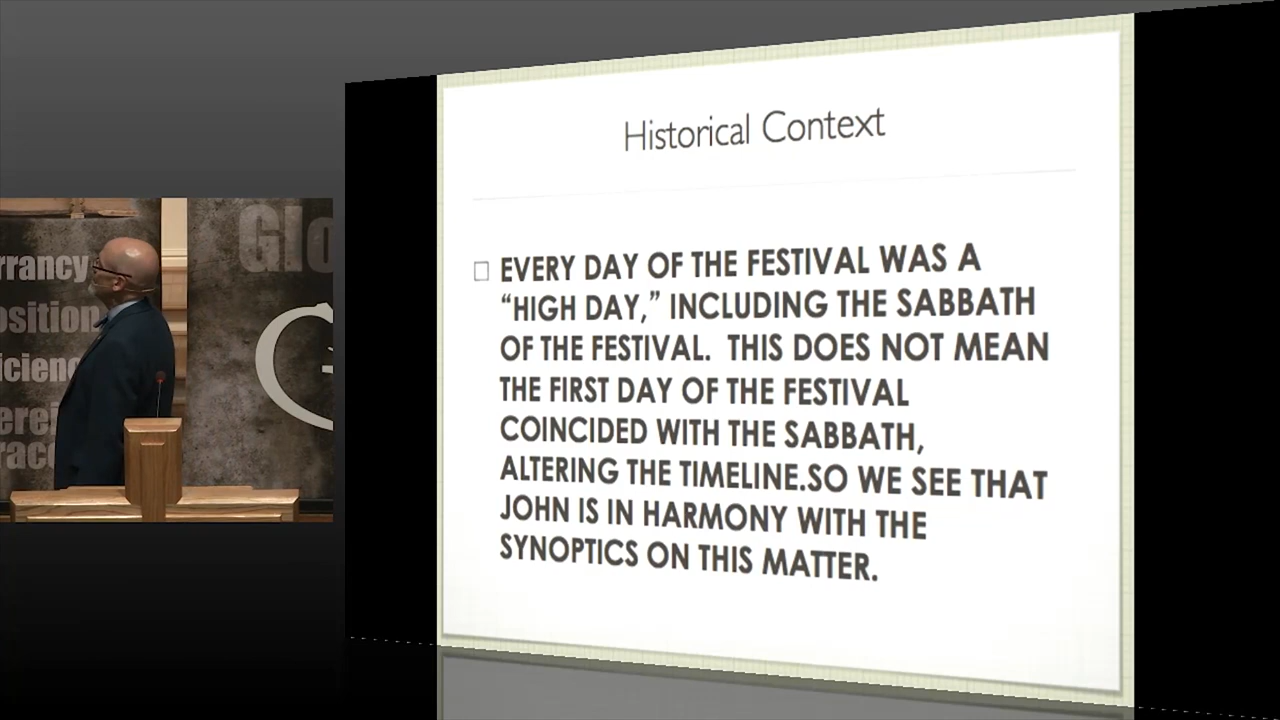 Historical Context
EVERY DAY OF THE FESTIVAL WAS A
“HIGH DAY,” INCLUDING THE SABBATH
OF THE FESTIVAL.  THIS DOES NOT MEAN
THE FIRST DAY OF THE FESTIVAL
COINCIDED WITH THE SABBATH,
ALTERING THE TIMELINE.SO WE SEE THAT
JOHN IS IN HARMONY WITH THE
SYNOPTICS ON THIS MATTER.